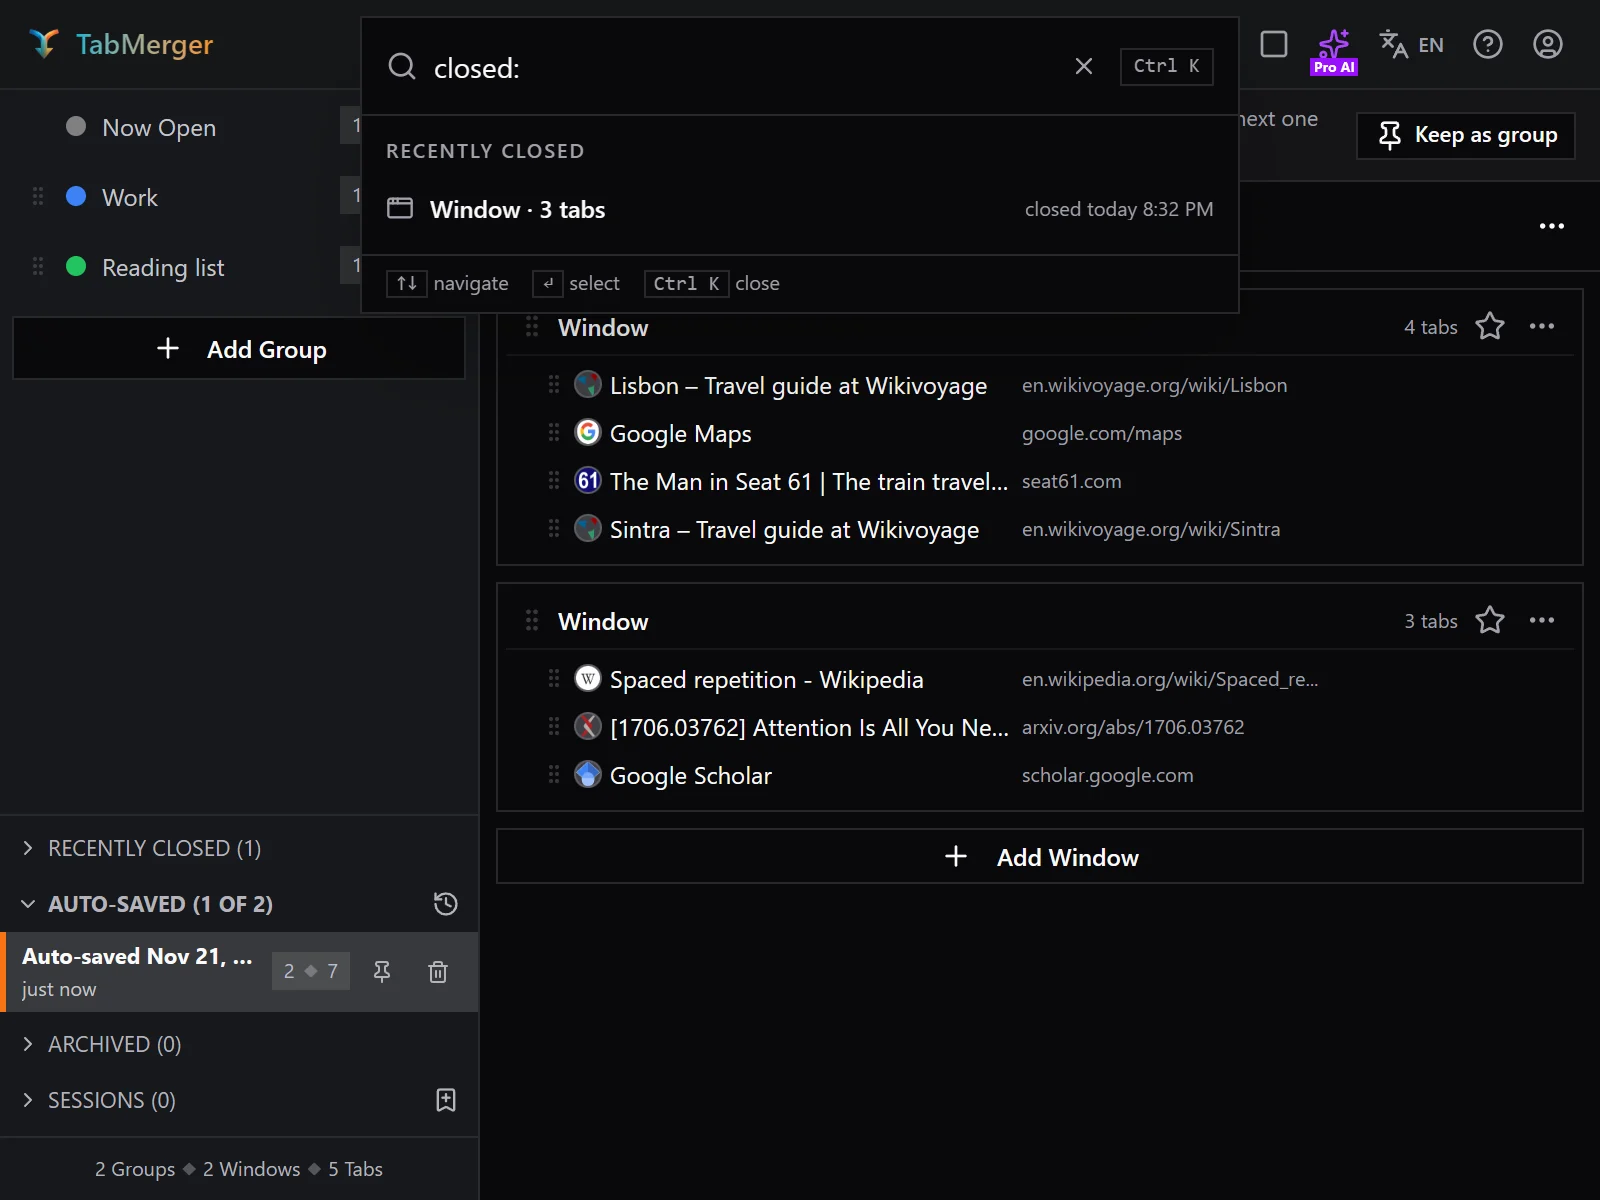 TabMerger
closed:
Ctrl K
Pro AI
EN
Now Open
1
Work
1
Reading list
1
Add Group
RECENTLY CLOSED
Window · 3 tabs
closed today 8:32 PM
↑↓ navigate
↵ select
Ctrl K close
next one
Keep as group
Window
4 tabs
Lisbon – Travel guide at Wikivoyage
en.wikivoyage.org/wiki/Lisbon
Google Maps
google.com/maps
61 The Man in Seat 61 | The train travel...
seat61.com
Sintra – Travel guide at Wikivoyage
en.wikivoyage.org/wiki/Sintra
Window
3 tabs
W Spaced repetition - Wikipedia
en.wikipedia.org/wiki/Spaced_re...
[1706.03762] Attention Is All You Ne...
arxiv.org/abs/1706.03762
Google Scholar
scholar.google.com
Add Window
RECENTLY CLOSED (1)
AUTO-SAVED (1 OF 2)
Auto-saved Nov 21, ...
just now
2 ◆ 7
ARCHIVED (0)
SESSIONS (0)
2 Groups ◆ 2 Windows ◆ 5 Tabs